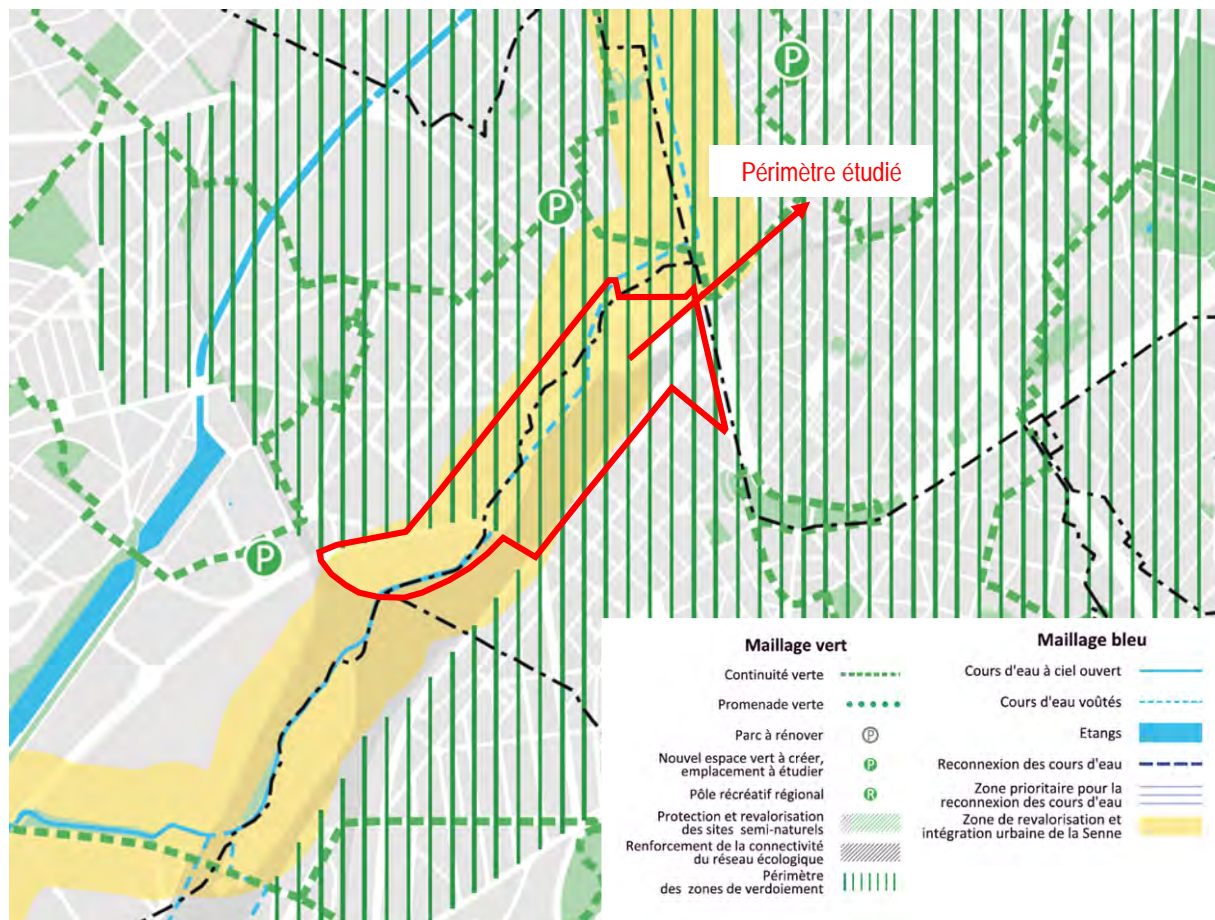 P
Périmètre étudié
P
P
Maillage vert
Continuité verte
Promenade verte
Parc à rénover
P
Nouvel espace vert à créer,
emplacement à étudier
P
Pôle récréatif régional
R
Protection et revalorisation
des sites semi-naturels
Renforcement de la connectivité
du réseau écologique
Périmètre
des zones de verdoiement
Maillage bleu
Cours d'eau à ciel ouvert
Cours d'eau voûtés
Etangs
Reconnexion des cours d'eau
Zone prioritaire pour la
reconnexion des cours d'eau
Zone de revalorisation et
intégration urbaine de la Senne